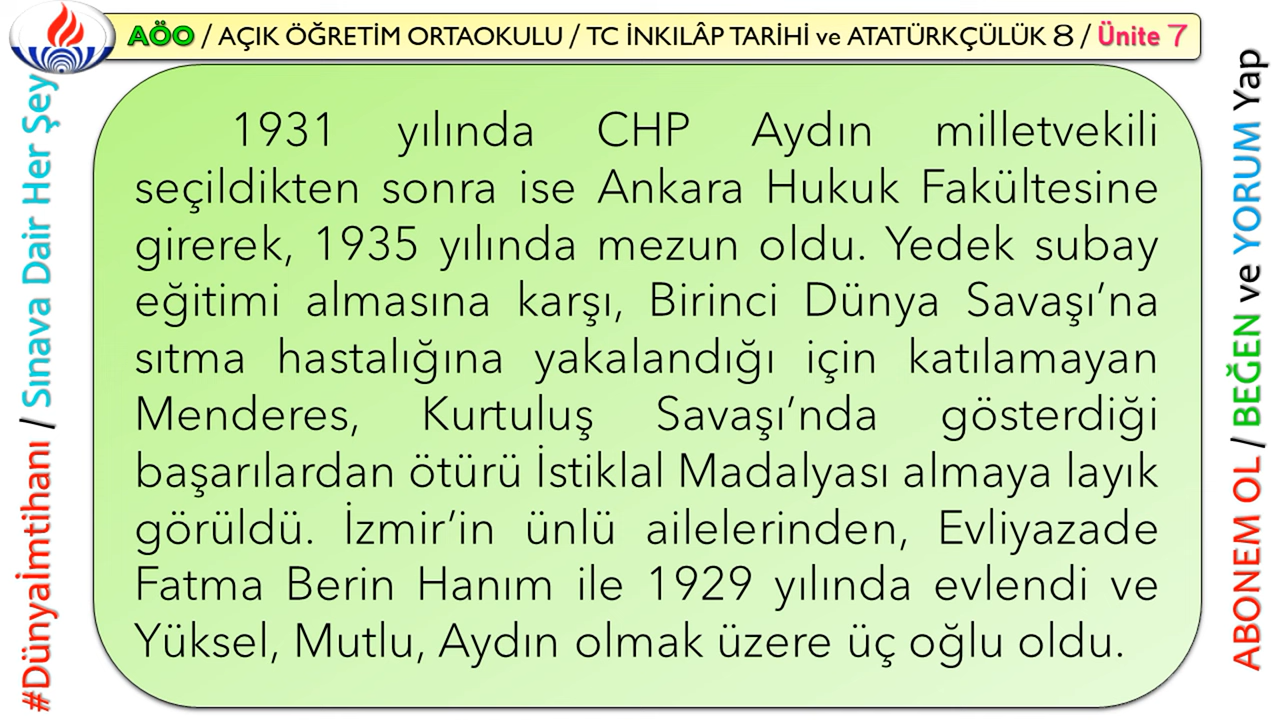 AÖO / AÇIK ÖĞRETİM ORTAOKULU / TC İNKILÂP TARİHİ ve ATATÜRKÇÜLÜK 8 / Ünite 7
#Dünyaİmtihanı / Sınava Dair Her Şey
1931 yılında CHP Aydın milletvekili
seçildikten sonra ise Ankara Hukuk Fakültesine
girerek, 1935 yılında mezun oldu. Yedek subay
eğitimi almasına karşı, Birinci Dünya Savaşı’na
sıtma hastalığına yakalandığı için katılamayan
Menderes, Kurtuluş Savaşı’nda gösterdiği
başarılardan ötürü İstiklal Madalyası almaya layık
görüldü. İzmir’in ünlü ailelerinden, Evliyazade
Fatma Berin Hanım ile 1929 yılında evlendi ve
Yüksel, Mutlu, Aydın olmak üzere üç oğlu oldu.
ABONEM OL / BEĞEN ve YORUM Yap